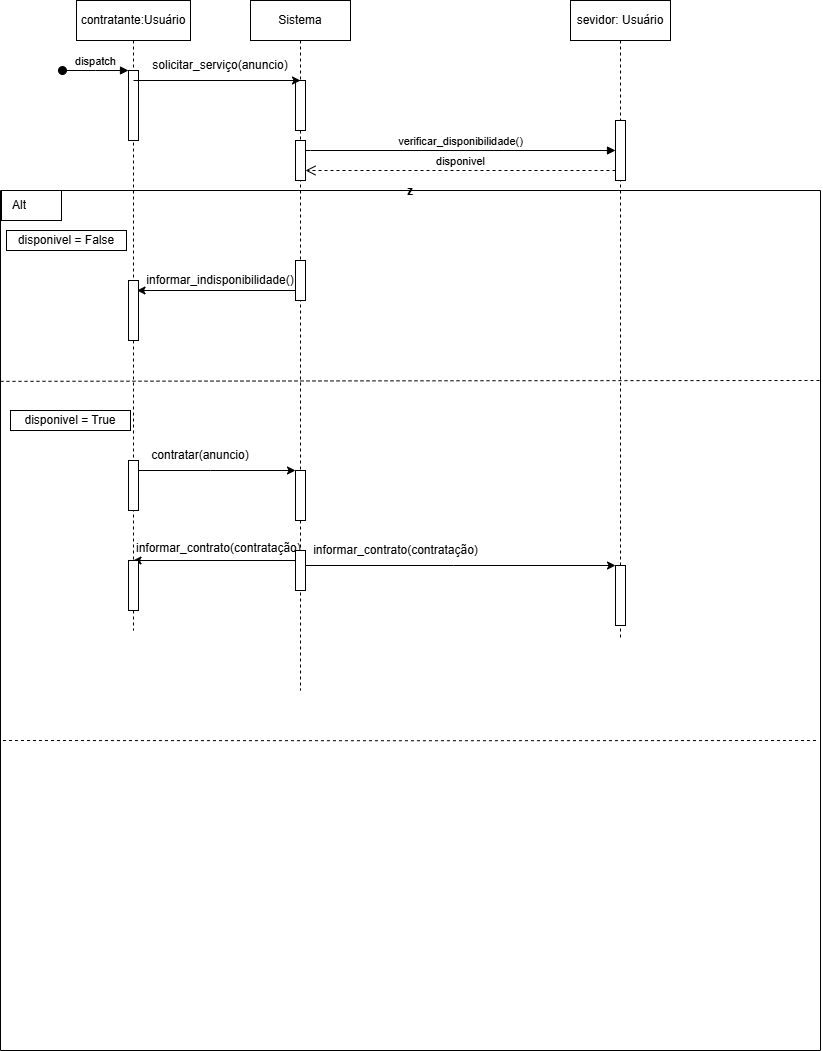 contratante:Usuário
Sistema
sevidor: Usuário
dispatch
solicitar_serviço(anuncio)
verificar_disponibilidade()
disponivel
z
Alt
disponivel = False
informar_indisponibilidade()
disponivel = True
contratar(anuncio)
informar_contrato(contratação)
informar_contrato(contratação)